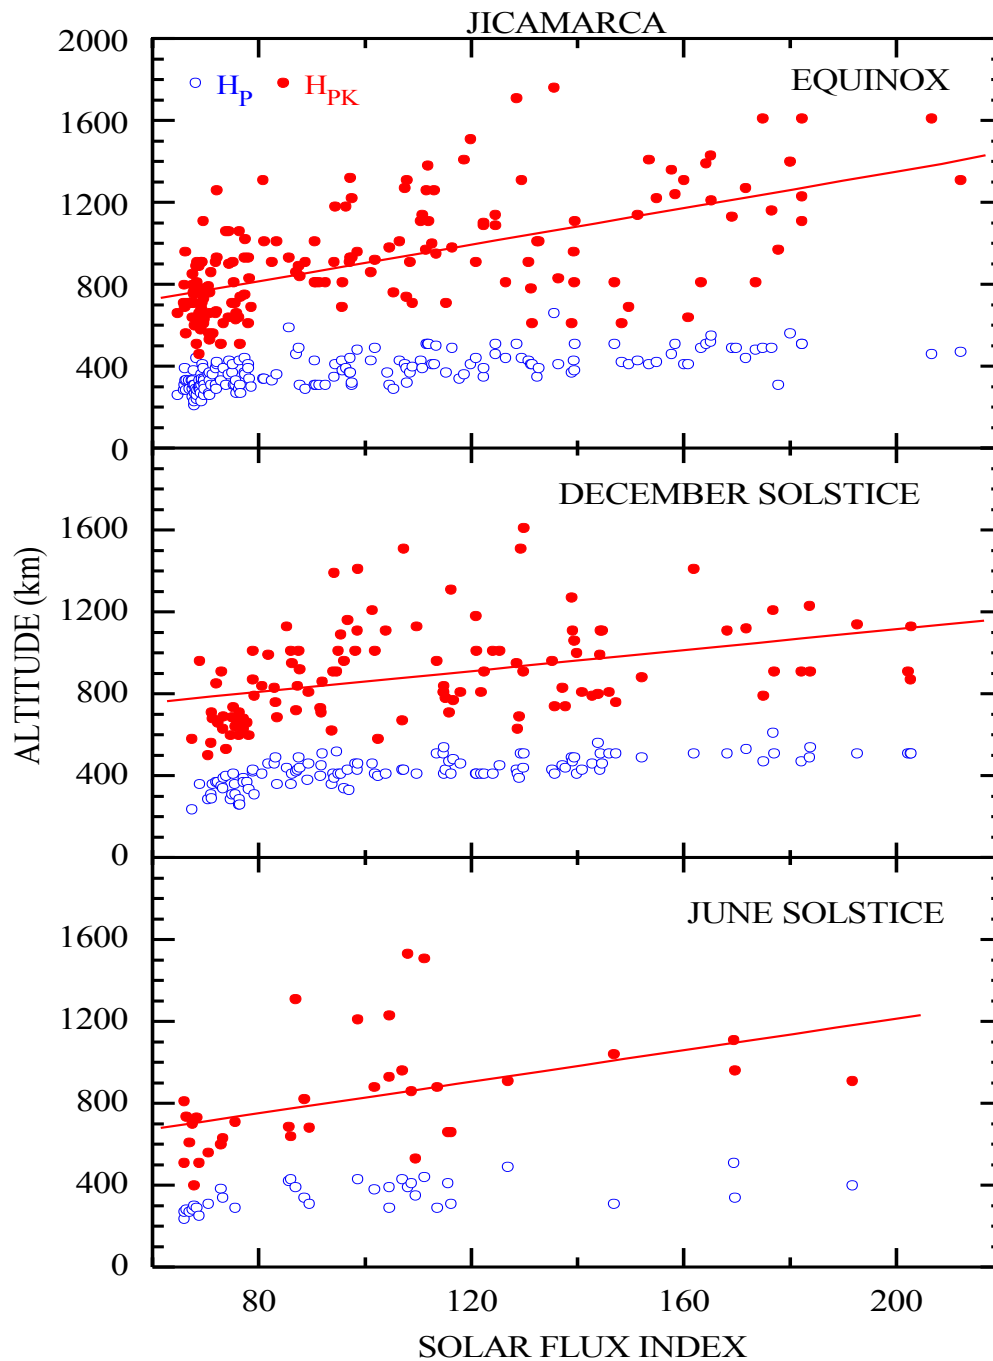 JICAMARCA
2000
H_P H_PK EQUINOX
1600
1200
800
400
0
DECEMBER SOLSTICE
1600
1200
800
400
0
JUNE SOLSTICE
1600
1200
800
400
0
80 120 160 200
SOLAR FLUX INDEX
ALTITUDE (km)